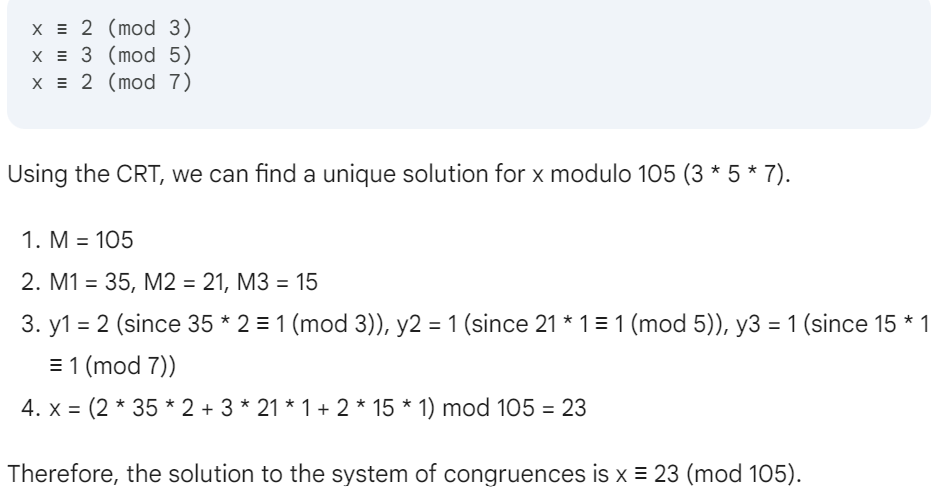 x ≡ 2 (mod 3)
x ≡ 3 (mod 5)
x ≡ 2 (mod 7)
Using the CRT, we can find a unique solution for x modulo 105 (3 * 5 * 7).
1. M = 105
2. M1 = 35, M2 = 21, M3 = 15
3. y1 = 2 (since 35 * 2 ≡ 1 (mod 3)), y2 = 1 (since 21 * 1 ≡ 1 (mod 5)), y3 = 1 (since 15 * 1
≡ 1 (mod 7))
4. x = (2 * 35 * 2 + 3 * 21 * 1 + 2 * 15 * 1) mod 105 = 23
Therefore, the solution to the system of congruences is x ≡ 23 (mod 105).